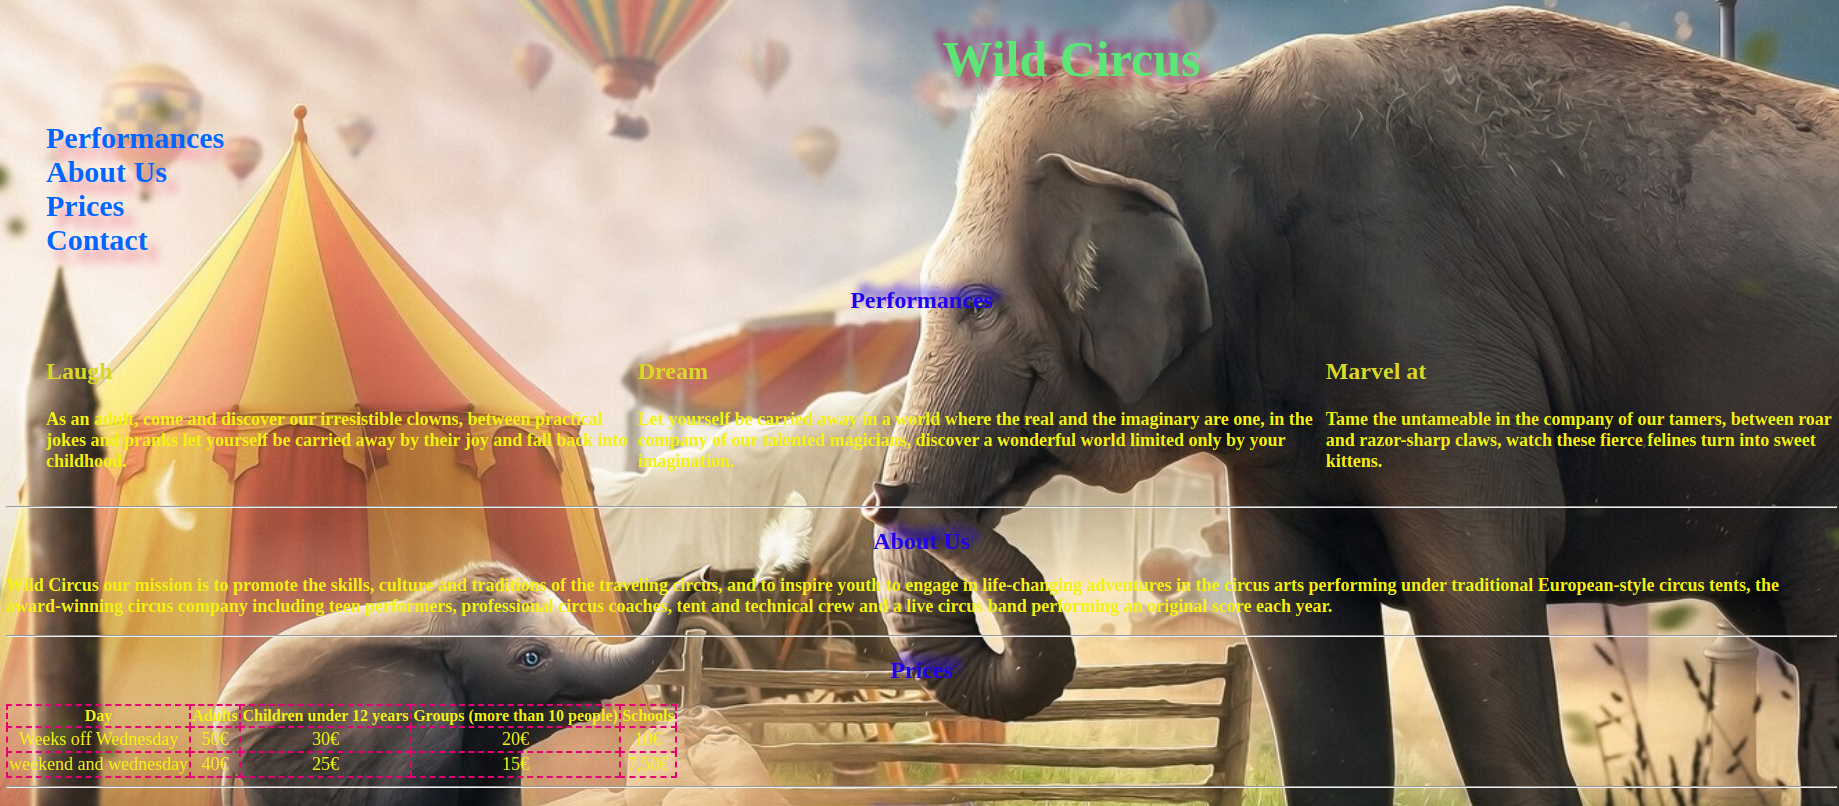 Wild Circus
Performances
About Us
Prices
Contact
Performances
Laugh
As an adult, come and discover our irresistible clowns, between practical
jokes and pranks let yourself be carried away by their joy and fall back into
childhood.
Dream
Let yourself be carried away in a world where the real and the imaginary are one, in the
company of our talented magicians, discover a wonderful world limited only by your
imagination.
Marvel at
Tame the untameable in the company of our tamers, between roar
and razor-sharp claws, watch these fierce felines turn into sweet
kittens.
About Us
Wild Circus our mission is to promote the skills, culture and traditions of the traveling circus, and to inspire youth to engage in life-changing adventures in the circus arts performing under traditional European-style circus tents, the
award-winning circus company including teen performers, professional circus coaches, tent and technical crew and a live circus band performing an original score each year.
Prices
Day Adults Children under 12 years Groups (more than 10 people) Schools
Weeks off Wednesday 50€ 30€ 20€ 10€
weekend and wednesday 40€ 25€ 15€